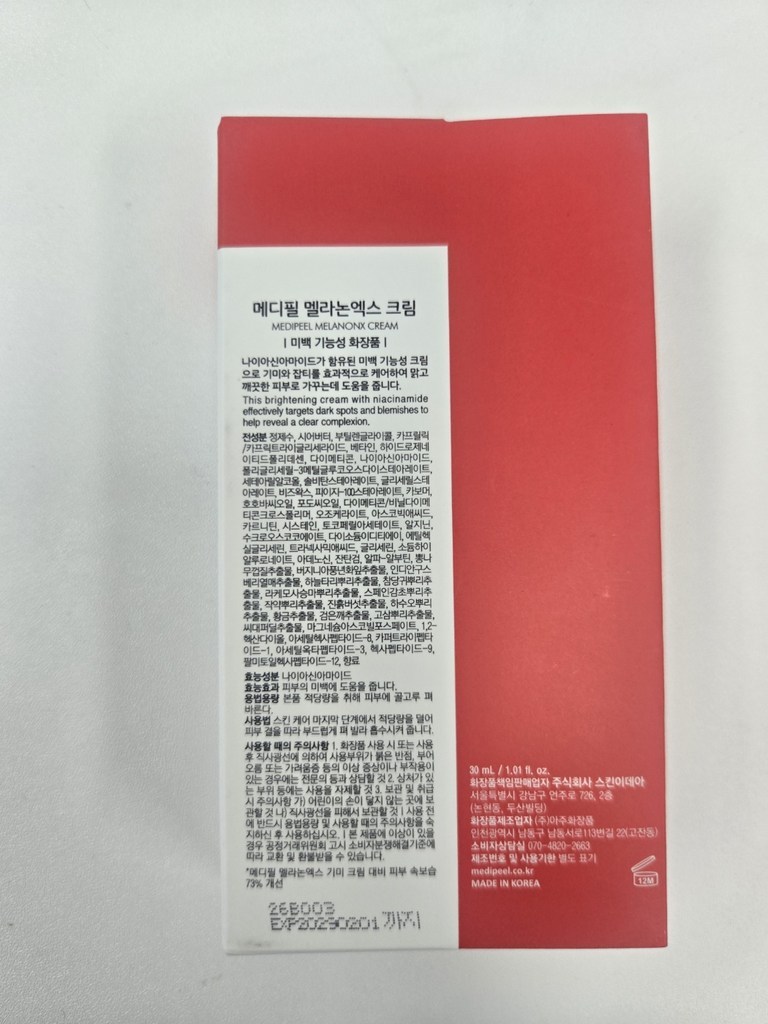 메디필 멜라논엑스 크림
MEDIPEEL MELANONX CREAM
| 미백 기능성 화장품 |
나이아신아마이드가 함유된 미백 기능성 크림
으로 기미와 잡티를 효과적으로 케어하여 맑고
깨끗한 피부로 가꾸는데 도움을 줍니다.
This brightening cream with niacinamide
effectively targets dark spots and blemishes to
help reveal a clear complexion.
전성분 정제수, 시어버터, 부틸렌글라이콜, 카프릴릭
/카프릭트라이글리세라이드, 베타인, 하이드로제네
이티드폴리데센, 다이메티콘, 나이아신아마이드,
폴리글리세릴-3메틸글루코오스다이스테아레이트,
세테아릴알코올, 솔비탄스테아레이트, 글리세릴스테
아레이트, 비즈왁스, 피이지-100스테아레이트, 카보머,
호호바씨오일, 포도씨오일, 다이메티콘/비닐다이메
티콘크로스폴리머, 오조케라이트, 아스코빅애씨드,
카르니틴, 시스테인, 토코페릴아세테이트, 알지닌,
수크로오스코코에이트, 다이소듐이디티에이, 에틸헥
실글리세린, 트라넥사믹애씨드, 글리세린, 소듐하이
알루로네이트, 아데노신, 잔탄검, 알파-알부틴, 뽕나
무껍질추출물, 버지니아풍년화잎추출물, 인디안구스
베리열매추출물, 하늘타리뿌리추출물, 참당귀뿌리추
출물, 라케모사승마뿌리추출물, 스페인감초뿌리추출
물, 작약뿌리추출물, 진흙버섯추출물, 하수오뿌리
추출물, 황금추출물, 검은깨추출물, 고삼뿌리추출물,
씨대퍼딜추출물, 마그네슘아스코빌포스페이트, 1,2-
헥산다이올, 아세틸헥사펩타이드-8, 카퍼트라이펩타
이드-1, 아세틸옥타펩타이드-3, 헥사펩타이드-9,
팔미토일헥사펩타이드-12, 향료
효능성분 나이아신아마이드
효능효과 피부의 미백에 도움을 줍니다.
용법용량 본품 적당량을 취해 피부에 골고루 펴
바른다.
사용법 스킨 케어 마지막 단계에서 적당량을 덜어
피부 결을 따라 부드럽게 펴 발라 흡수시켜 줍니다.
사용할 때의 주의사항 1. 화장품 사용 시 또는 사용
후 직사광선에 의하여 사용부위가 붉은 반점, 부어
오름 또는 가려움증 등의 이상 증상이나 부작용이
있는 경우에는 전문의 등과 상담할 것 2. 상처가 있
는 부위 등에는 사용을 자제할 것 3. 보관 및 취급
시 주의사항 가) 어린이의 손이 닿지 않는 곳에 보
관할 것 나) 직사광선을 피해서 보관할 것 | 사용 전
에 반드시 용법용량 및 사용할 때의 주의사항을 숙
지하신 후 사용하십시오. | 본 제품에 이상이 있을
경우 공정거래위원회 고시 소비자분쟁해결기준에
따라 교환 및 환불받을 수 있습니다.
*메디필 멜라논엑스 기미 크림 대비 피부 속보습
73% 개선
26B003
EXP20290201 까지
30 mL / 1.01 fl. oz.
화장품책임판매업자 주식회사 스킨이데아
서울특별시 강남구 언주로 726, 2층
(논현동, 두산빌딩)
화장품제조업자 (주)아주화장품
인천광역시 남동구 남동서로113번길 22(고잔동)
소비자상담실 070-4820-2663
제조번호 및 사용기한 별도 표기
medipeel.co.kr
MADE IN KOREA
12M